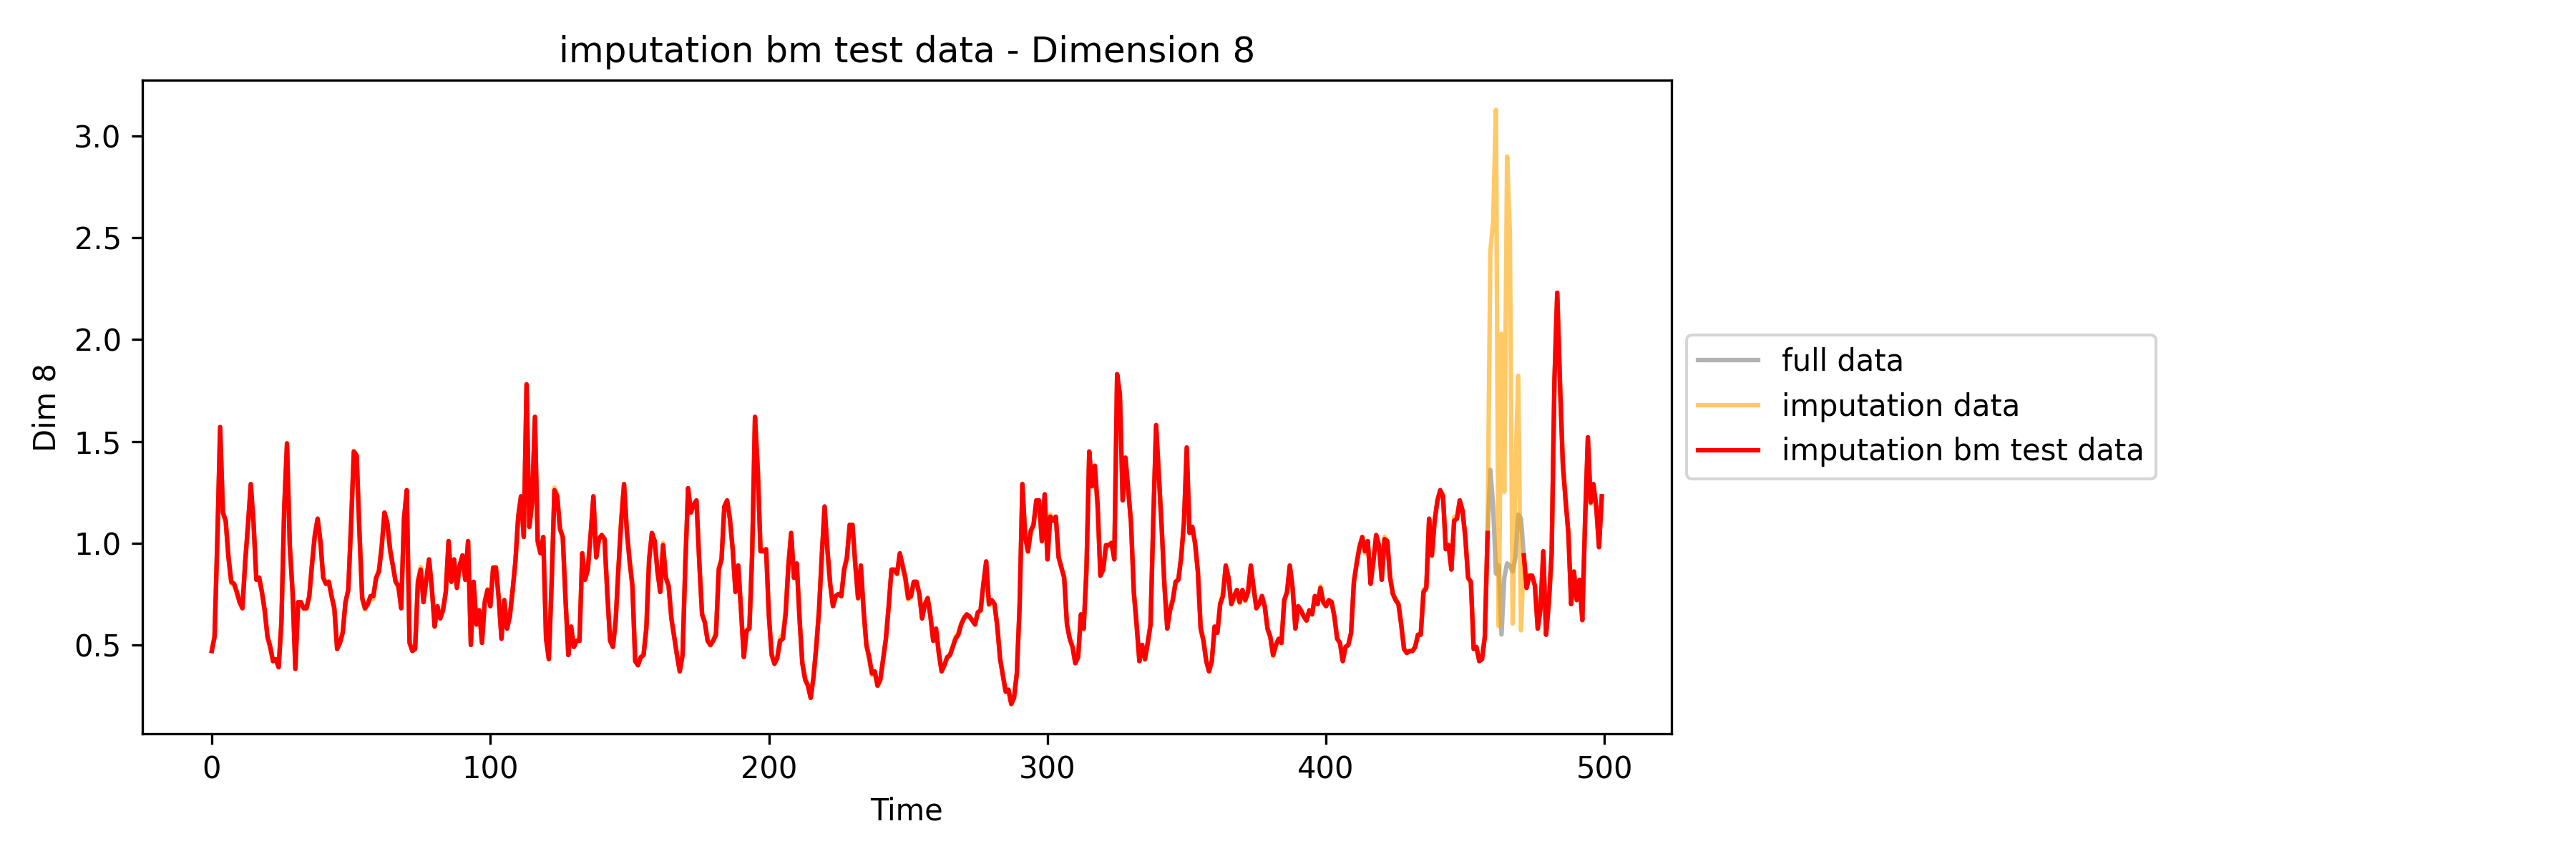 imputation bm test data - Dimension 8
3.0
2.5
2.0
1.5
1.0
0.5
Dim 8
0 100 200 300 400 500
Time
full data
imputation data
imputation bm test data